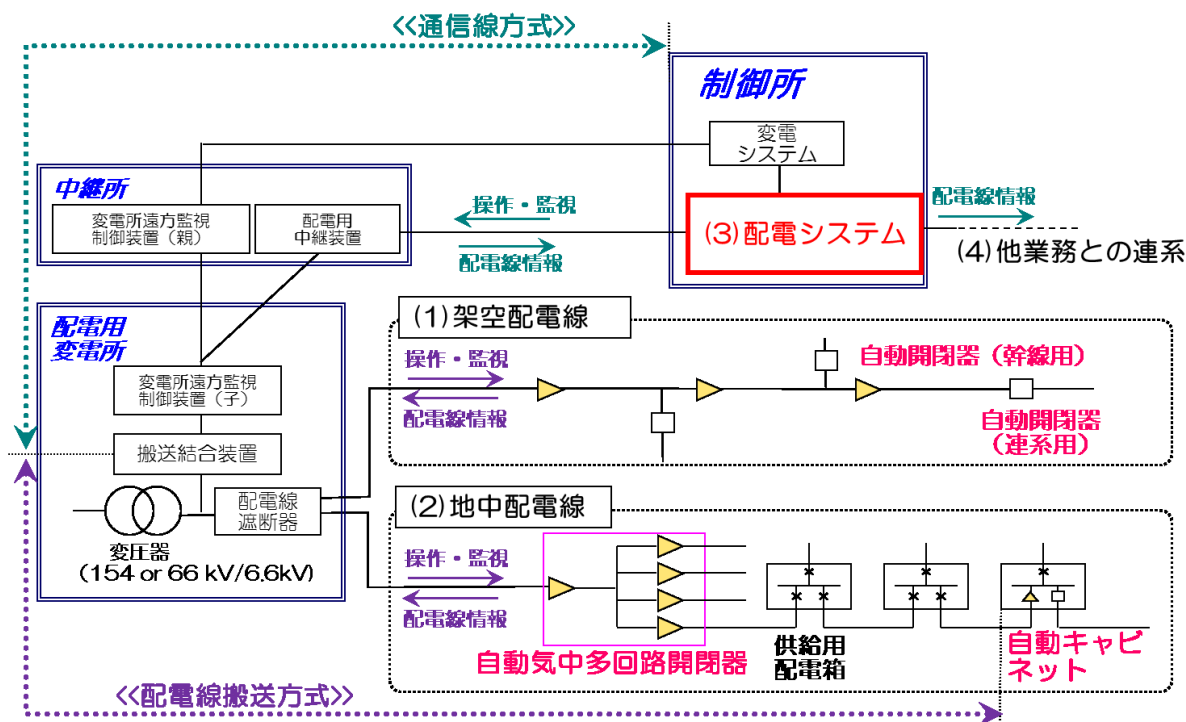 ≪通信線方式≫
制御所
変電
システム
中継所
変電所遠方監視
制御装置（親）
配電用
中継装置
操作・監視
配電線情報
(3)配電システム
配電線情報
(4)他業務との連系
配電用
変電所
変電所遠方監視
制御装置（子）
搬送結合装置
配電線
遮断器
変圧器
(154 or 66 kV/6.6kV)
(1)架空配電線
操作・監視
配電線情報
自動開閉器（幹線用）
自動開閉器
（連系用）
(2)地中配電線
操作・監視
配電線情報
自動気中多回路開閉器
供給用
配電箱
自動キャビ
ネット
≪配電線搬送方式≫